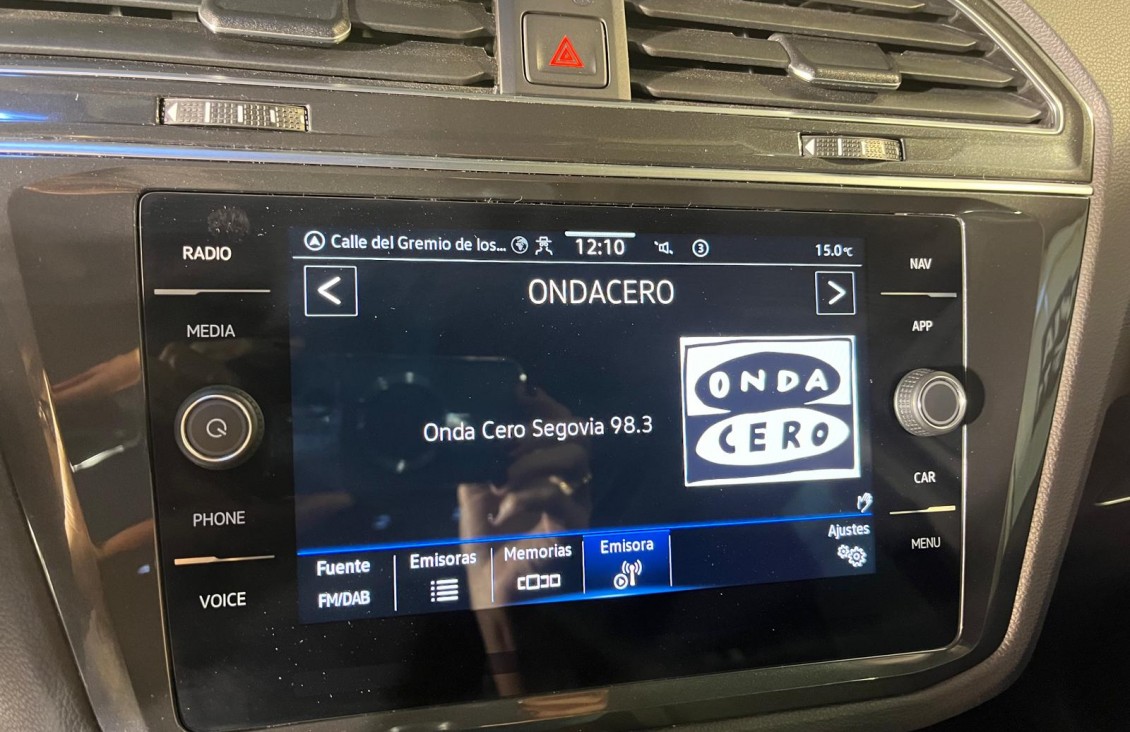 RADIO
MEDIA
PHONE
VOICE
Calle del Gremio de los...
12:10
3
15.0°C
ONDACERO
Onda Cero Segovia 98.3
ONDA
CERO
Fuente
FM/DAB
Emisoras
Memorias
Emisora
Ajustes
NAV
APP
CAR
MENU